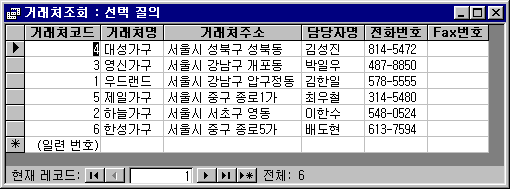 거래처조회 : 선택 질의
거래처코드 거래처명 거래처주소 담당자명 전화번호 Fax번호
4 대성가구 서울시 성북구 성북동 김성진 814-5472
3 영신가구 서울시 강남구 개포동 박일우 487-8850
1 우드랜드 서울시 강남구 압구정동 김한일 578-5555
5 제일가구 서울시 중구 종로1가 최우철 314-5480
2 하늘가구 서울시 서초구 영동 이한수 548-0524
6 한성가구 서울시 중구 종로5가 배도현 613-7594
(일련 번호)
현재 레코드: 1 전체: 6